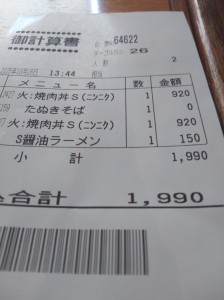 御計算書
64622
26
人数 2
13:44
メニュー名 数 金額
火:焼肉丼S(ニンニク) 1 920
たぬきそば 1 0
火:焼肉丼S(ニンニク) 1 920
S醤油ラーメン 1 150
小計 1,990
合計 1,990